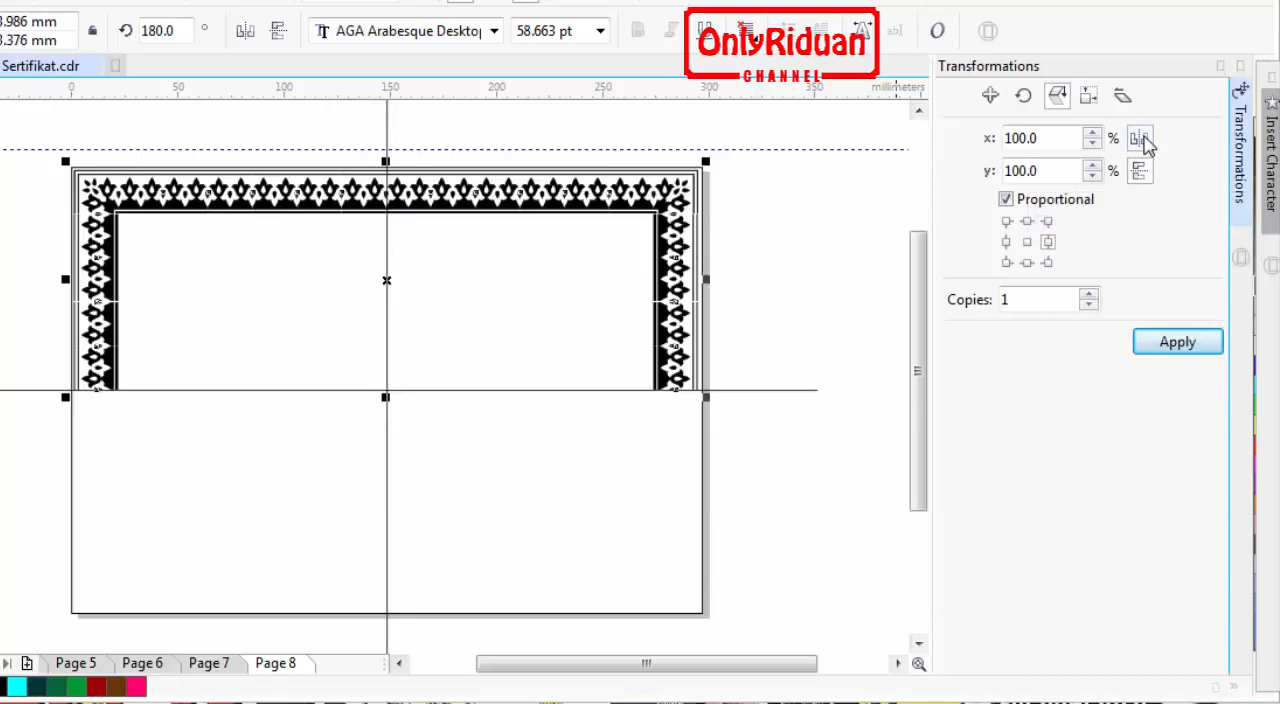 .986 mm
.376 mm
180.0 °
AGA Arabesque Desktop
58.663 pt
OnlyRiduan
CHANNEL
Sertifikat.cdr
0 50 100 150 200 250 300 350 millimeters
Transformations
x: 100.0 %
y: 100.0 %
Proportional
Copies: 1
Apply
Transformations
Insert Character
Page 5
Page 6
Page 7
Page 8